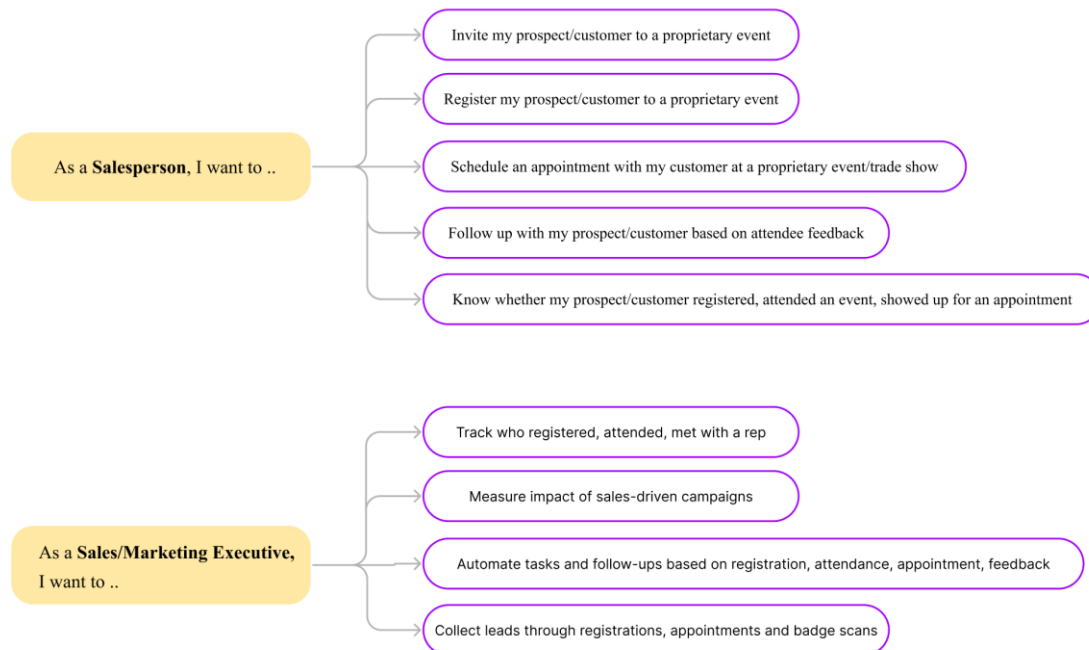 As a Salesperson, I want to ..
Invite my prospect/customer to a proprietary event
Register my prospect/customer to a proprietary event
Schedule an appointment with my customer at a proprietary event/trade show
Follow up with my prospect/customer based on attendee feedback
Know whether my prospect/customer registered, attended an event, showed up for an appointment
As a Sales/Marketing Executive,
I want to ..
Track who registered, attended, met with a rep
Measure impact of sales-driven campaigns
Automate tasks and follow-ups based on registration, attendance, appointment, feedback
Collect leads through registrations, appointments and badge scans